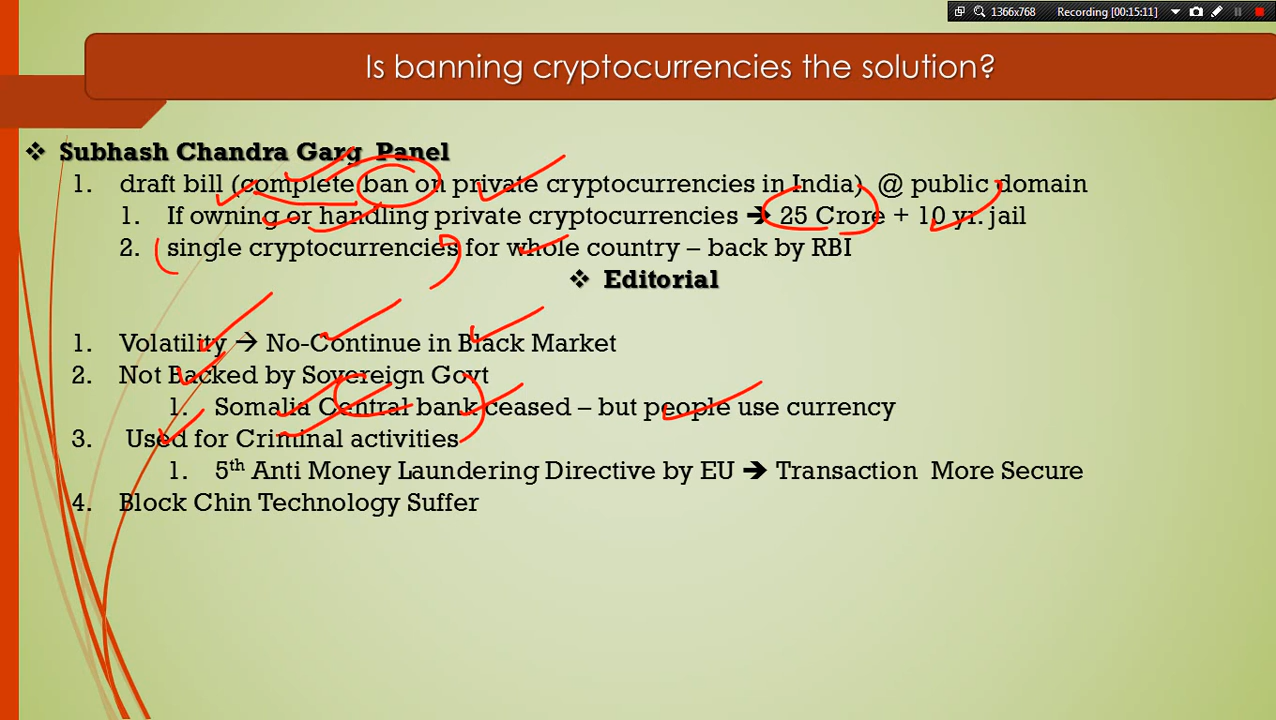 1366x768 Recording [00:15:11]
Is banning cryptocurrencies the solution?
❖ Subhash Chandra Garg Panel
1. draft bill (complete ban on private cryptocurrencies in India) @ public domain
1. If owning or handling private cryptocurrencies ➔ 25 Crore + 10 yr. jail
2. single cryptocurrencies for whole country – back by RBI
❖ Editorial
1. Volatility → No-Continue in Black Market
2. Not Backed by Sovereign Govt
1. Somalia Central bank ceased – but people use currency
3. Used for Criminal activities
1. 5th Anti Money Laundering Directive by EU ➔ Transaction More Secure
4. Block Chin Technology Suffer